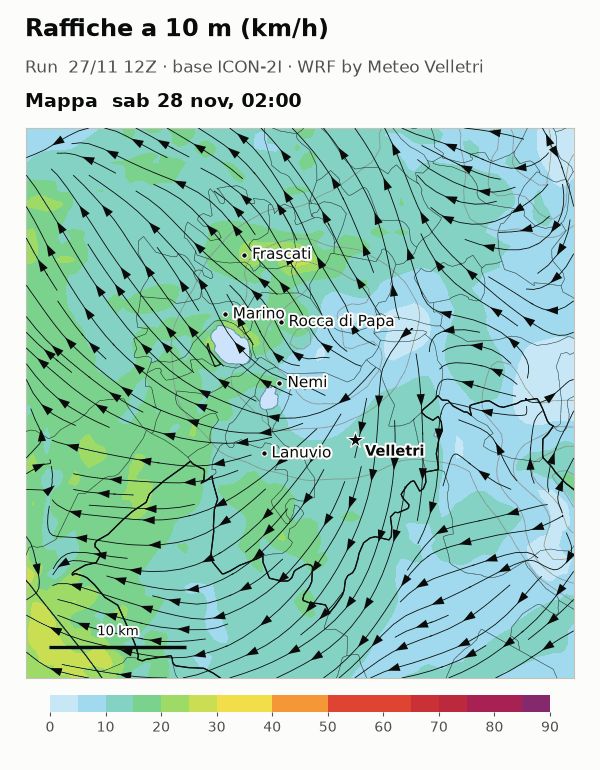 Raffiche a 10 m (km/h)
Run  27/11 12Z · base ICON-2I · WRF by Meteo Velletri
Mappa  sab 28 nov, 02:00
Frascati
Marino
Rocca di Papa
Nemi
Velletri
Lanuvio
10 km
0 10 20 30 40 50 60 70 80 90